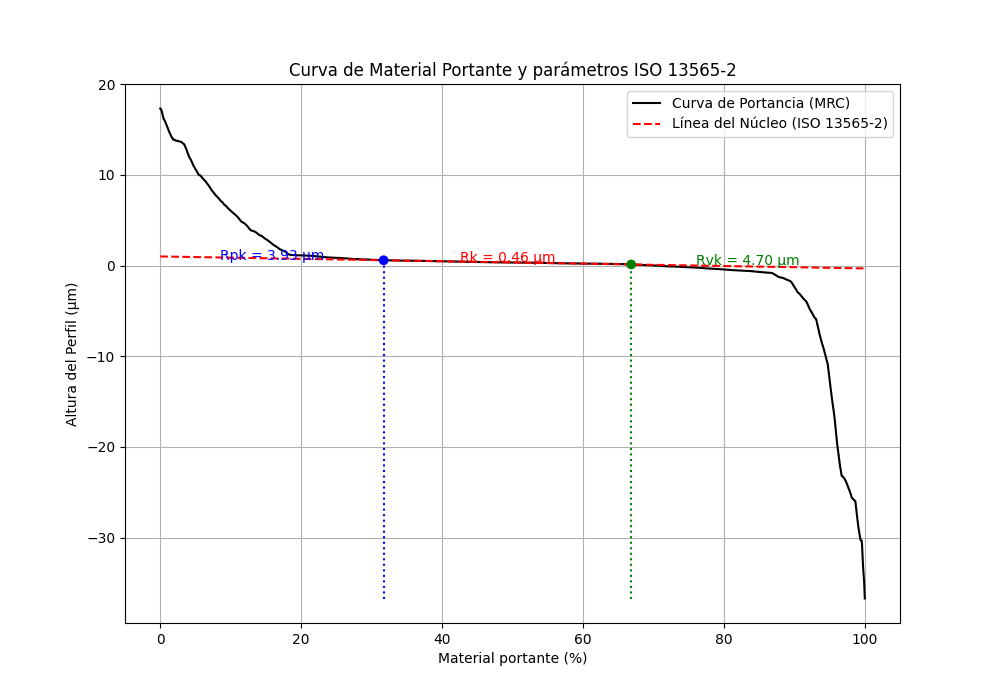 Curva de Material Portante y parámetros ISO 13565-2
Curva de Portancia (MRC)
Línea del Núcleo (ISO 13565-2)
20
10
0
−10
−20
−30
Altura del Perfil (μm)
Rpk = 3.93 μm
Rk = 0.46 μm
Rvk = 4.70 μm
0
20
40
60
80
100
Material portante (%)